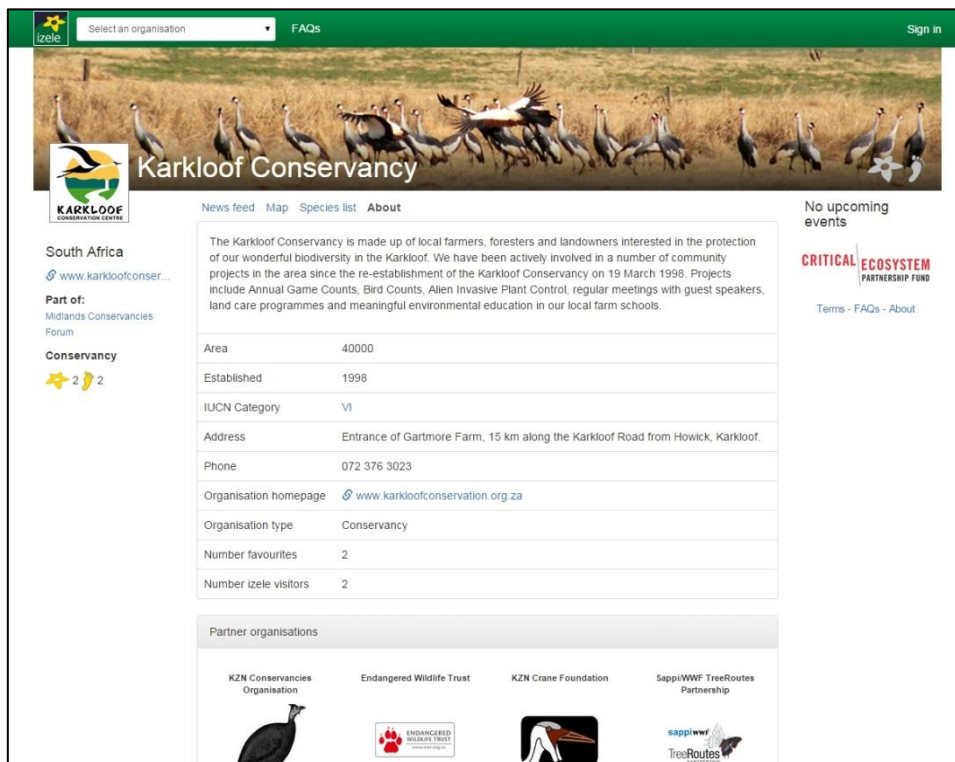 izele
Select an organisation
FAQs
Sign in
Karkloof Conservancy
KARKLOOF
CONSERVATION CENTRE
South Africa
www.karkloofconser...
Part of:
Midlands Conservancies
Forum
Conservancy
2 2
News feed Map Species list About
The Karkloof Conservancy is made up of local farmers, foresters and landowners interested in the protection
of our wonderful biodiversity in the Karkloof. We have been actively involved in a number of community
projects in the area since the re-establishment of the Karkloof Conservancy on 19 March 1998. Projects
include Annual Game Counts, Bird Counts, Alien Invasive Plant Control, regular meetings with guest speakers,
land care programmes and meaningful environmental education in our local farm schools.
Area 40000
Established 1998
IUCN Category VI
Address Entrance of Gartmore Farm, 15 km along the Karkloof Road from Howick, Karkloof.
Phone 072 376 3023
Organisation homepage www.karkloofconservation.org.za
Organisation type Conservancy
Number favourites 2
Number izele visitors 2
Partner organisations
KZN Conservancies
Organisation
Endangered Wildlife Trust
ENDANGERED
WILDLIFE TRUST
www.ewt.org.za
KZN Crane Foundation
Sappi/WWF TreeRoutes
Partnership
sappi wwf
TreeRoutes
PARTNERSHIP
No upcoming
events
CRITICAL ECOSYSTEM
PARTNERSHIP FUND
Terms - FAQs - About